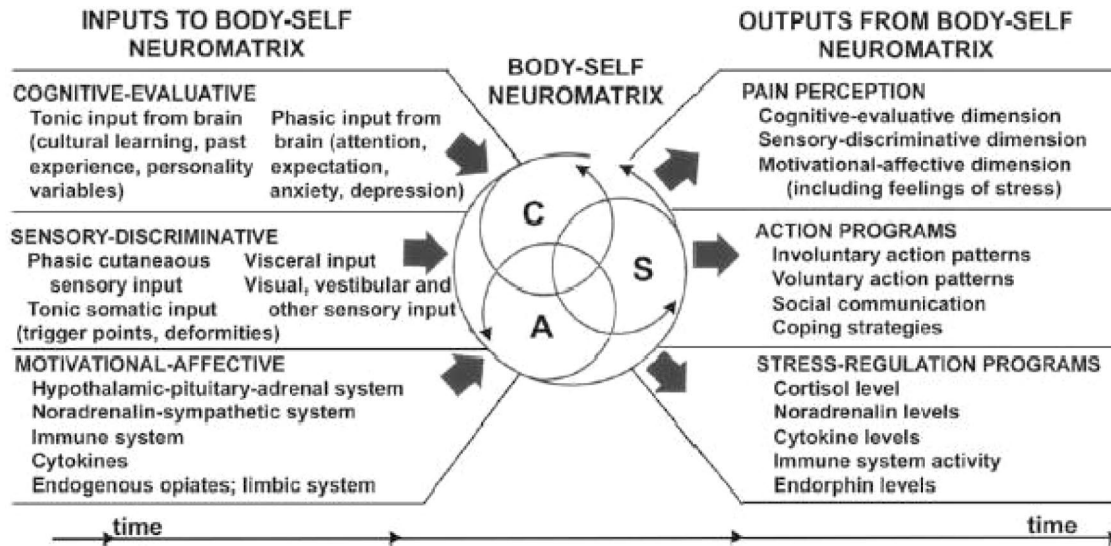 INPUTS TO BODY-SELF
NEUROMATRIX
COGNITIVE-EVALUATIVE
Tonic input from brain
(cultural learning, past
experience, personality
variables)
Phasic input from
brain (attention,
expectation,
anxiety, depression)
SENSORY-DISCRIMINATIVE
Phasic cutaneous
sensory input
Tonic somatic input
(trigger points, deformities)
Visceral input
Visual, vestibular and
other sensory input
MOTIVATIONAL-AFFECTIVE
Hypothalamic-pituitary-adrenal system
Noradrenalin-sympathetic system
Immune system
Cytokines
Endogenous opiates; limbic system
BODY-SELF
NEUROMATRIX
C
S
A
OUTPUTS FROM BODY-SELF
NEUROMATRIX
PAIN PERCEPTION
Cognitive-evaluative dimension
Sensory-discriminative dimension
Motivational-affective dimension
(including feelings of stress)
ACTION PROGRAMS
Involuntary action patterns
Voluntary action patterns
Social communication
Coping strategies
STRESS-REGULATION PROGRAMS
Cortisol level
Noradrenalin levels
Cytokine levels
Immune system activity
Endorphin levels
time
time